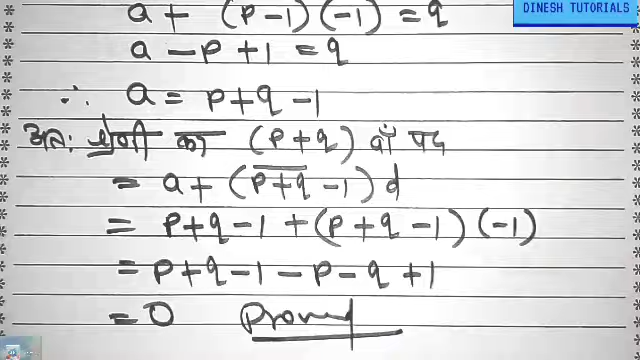 DINESH TUTORIALS
a + (p-1)(-1) = q
a - p + 1 = q
∴ a = p+q-1
अतः श्रेणी का (p+q) वाँ पद
= a + (p+q-1)d
= p+q-1 + (p+q-1)(-1)
= p+q-1-p-q+1
= 0 Proved